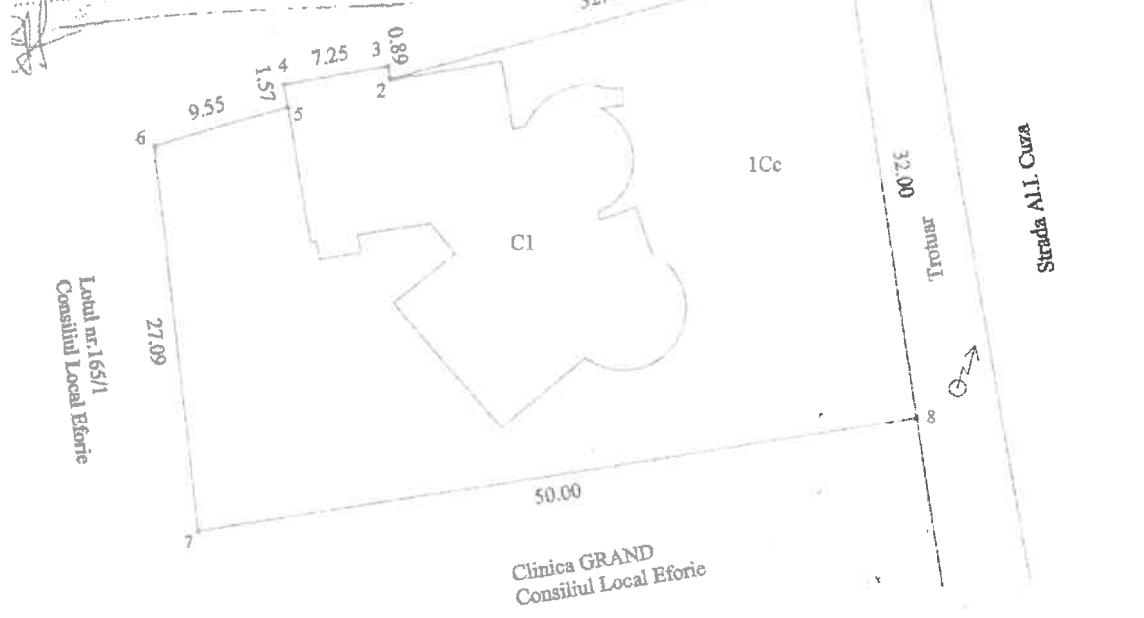 3
0.89
7.25
4
1.57
2
5
9.55
6
1Cc
32.00
Trotuar
Strada Al.I. Cuza
C1
27.09
Lotul nr.165/1
Consiliul Local Eforie
8
50.00
7
Clinica GRAND
Consiliul Local Eforie